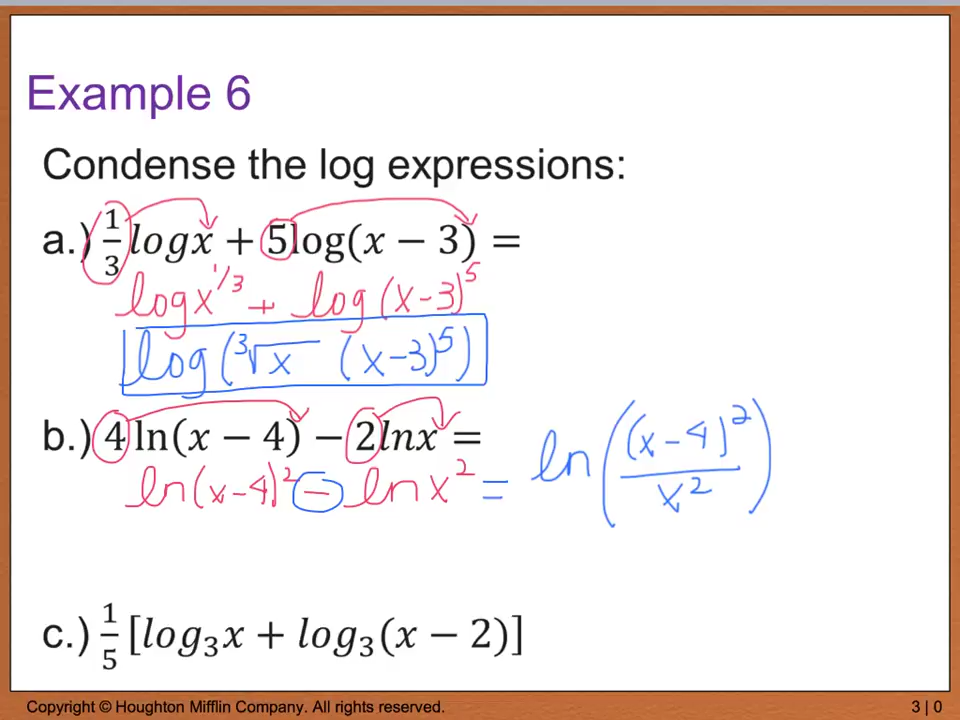 Example 6
Condense the log expressions:
a.) 1/3 logx + 5log(x − 3) =
log x^1/3 + log (x-3)^5
log (∛x (x-3)^5)
b.) 4 ln(x − 4) − 2lnx =
ln (x-4)^2 − ln x^2 = ln ((x-4)^2 / x^2)
c.) 1/5 [log₃x + log₃(x − 2)]
Copyright © Houghton Mifflin Company. All rights reserved. 3 | 0